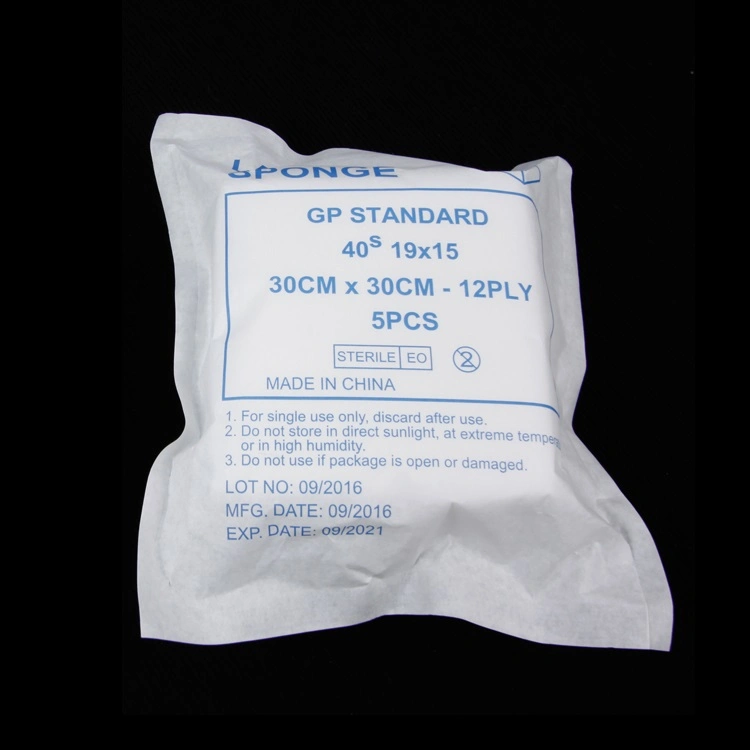 SPONGE
GP STANDARD
40S 19x15
30CM x 30CM - 12PLY
5PCS
STERILE EO 2
MADE IN CHINA
1. For single use only, discard after use.
2. Do not store in direct sunlight, at extreme
or in high humidity.
3. Do not use if package is open or damaged.
LOT NO: 09/2016
MFG. DATE: 09/2016
EXP. DATE: 09/2021